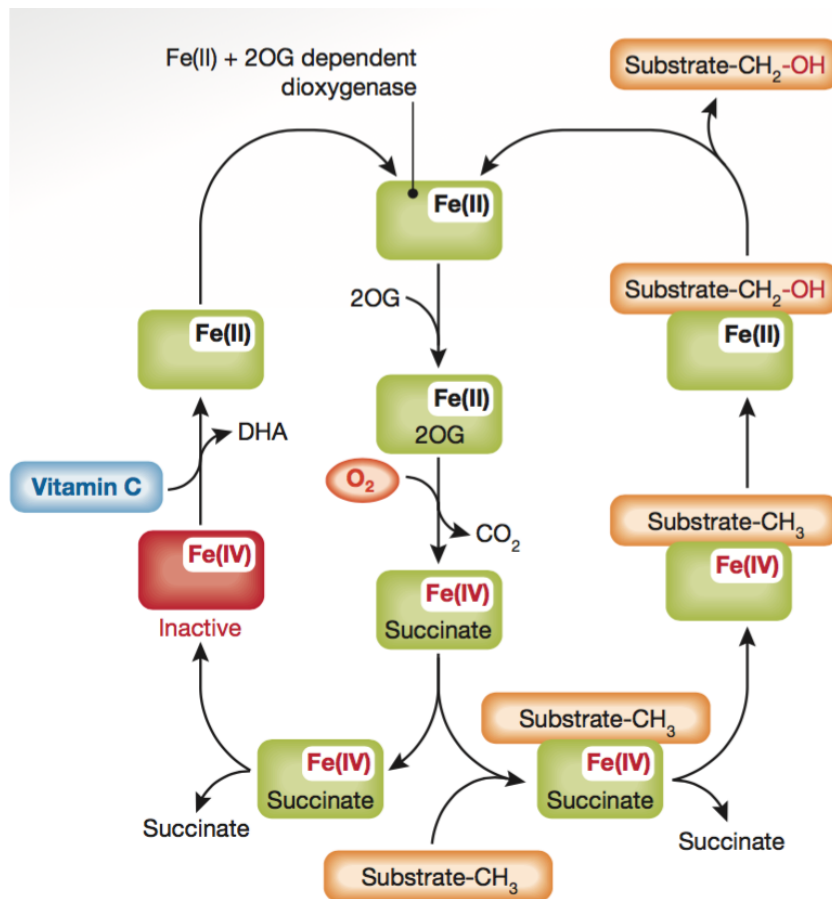 Fe(II) + 2OG dependent
dioxygenase
Substrate-CH₂-OH
Fe(II)
2OG
Substrate-CH₂-OH
Fe(II)
Fe(II)
Fe(II)
2OG
DHA
Vitamin C
O₂
CO₂
Substrate-CH₃
Fe(IV)
Fe(IV)
Inactive
Fe(IV)
Succinate
Substrate-CH₃
Fe(IV)
Succinate
Fe(IV)
Succinate
Succinate
Succinate
Substrate-CH₃